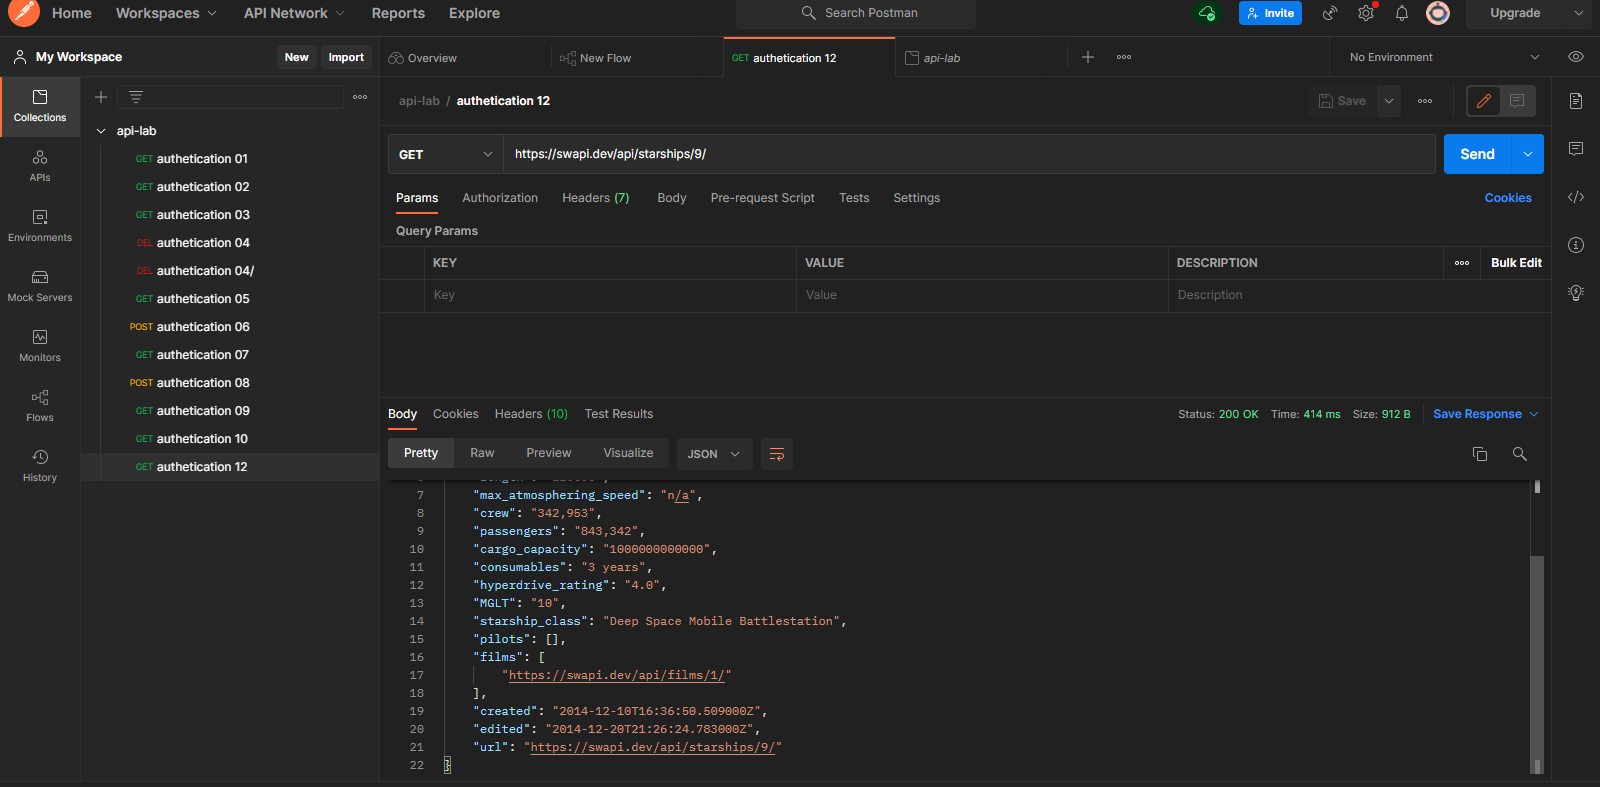 Home Workspaces API Network Reports Explore Search Postman Invite Upgrade
My Workspace New Import Overview New Flow GET authetication 12 api-lab No Environment
Collections
APIs
Environments
Mock Servers
Monitors
Flows
History
api-lab
GET authetication 01
GET authetication 02
GET authetication 03
DEL authetication 04
DEL authetication 04/
GET authetication 05
POST authetication 06
GET authetication 07
POST authetication 08
GET authetication 09
GET authetication 10
GET authetication 12
api-lab / authetication 12 Save
GET https://swapi.dev/api/starships/9/ Send
Params Authorization Headers (7) Body Pre-request Script Tests Settings Cookies
Query Params
KEY VALUE DESCRIPTION Bulk Edit
Key Value Description
Body Cookies Headers (10) Test Results Status: 200 OK Time: 414 ms Size: 912 B Save Response
Pretty Raw Preview Visualize JSON
7 "max_atmosphering_speed": "n/a",
8 "crew": "342,953",
9 "passengers": "843,342",
10 "cargo_capacity": "1000000000000",
11 "consumables": "3 years",
12 "hyperdrive_rating": "4.0",
13 "MGLT": "10",
14 "starship_class": "Deep Space Mobile Battlestation",
15 "pilots": [],
16 "films": [
17 "https://swapi.dev/api/films/1/"
18 ],
19 "created": "2014-12-10T16:36:50.509000Z",
20 "edited": "2014-12-20T21:26:24.783000Z",
21 "url": "https://swapi.dev/api/starships/9/"
22 }